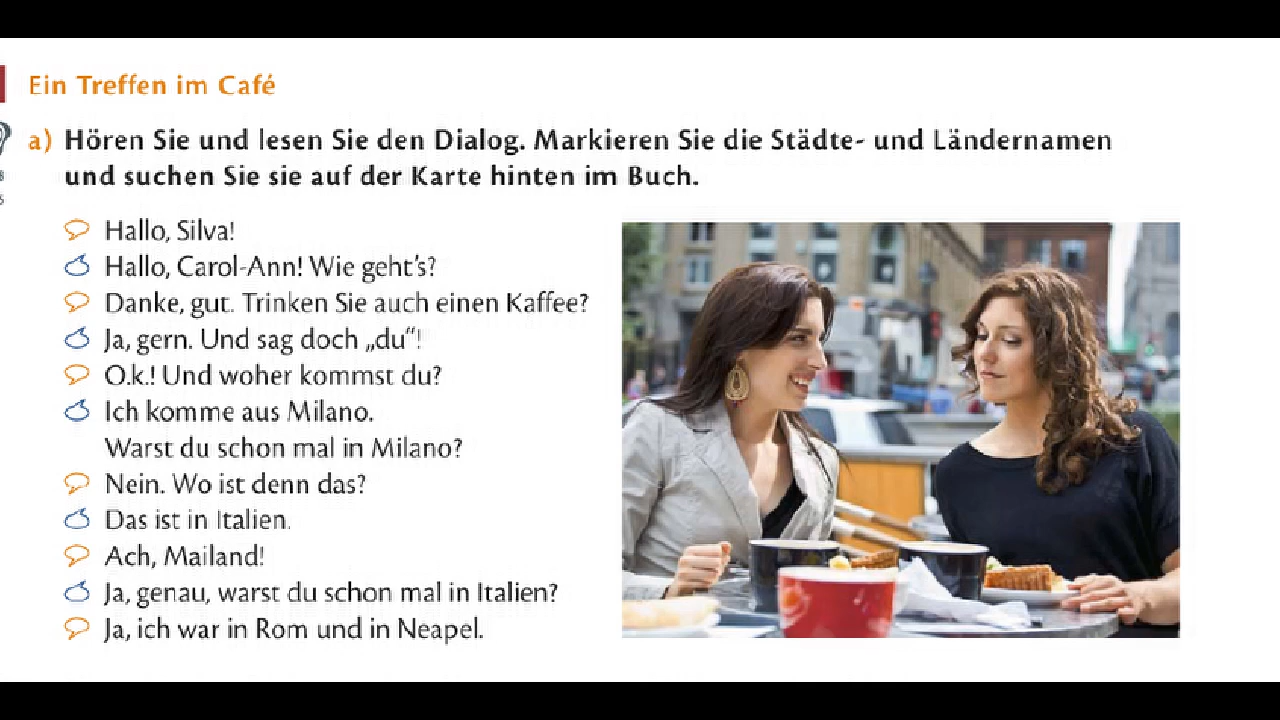 Ein Treffen im Café
a) Hören Sie und lesen Sie den Dialog. Markieren Sie die Städte- und Ländernamen
und suchen Sie sie auf der Karte hinten im Buch.
Hallo, Silva!
Hallo, Carol-Ann! Wie geht's?
Danke, gut. Trinken Sie auch einen Kaffee?
Ja, gern. Und sag doch „du“!
O.k.! Und woher kommst du?
Ich komme aus Milano.
Warst du schon mal in Milano?
Nein. Wo ist denn das?
Das ist in Italien.
Ach, Mailand!
Ja, genau, warst du schon mal in Italien?
Ja, ich war in Rom und in Neapel.